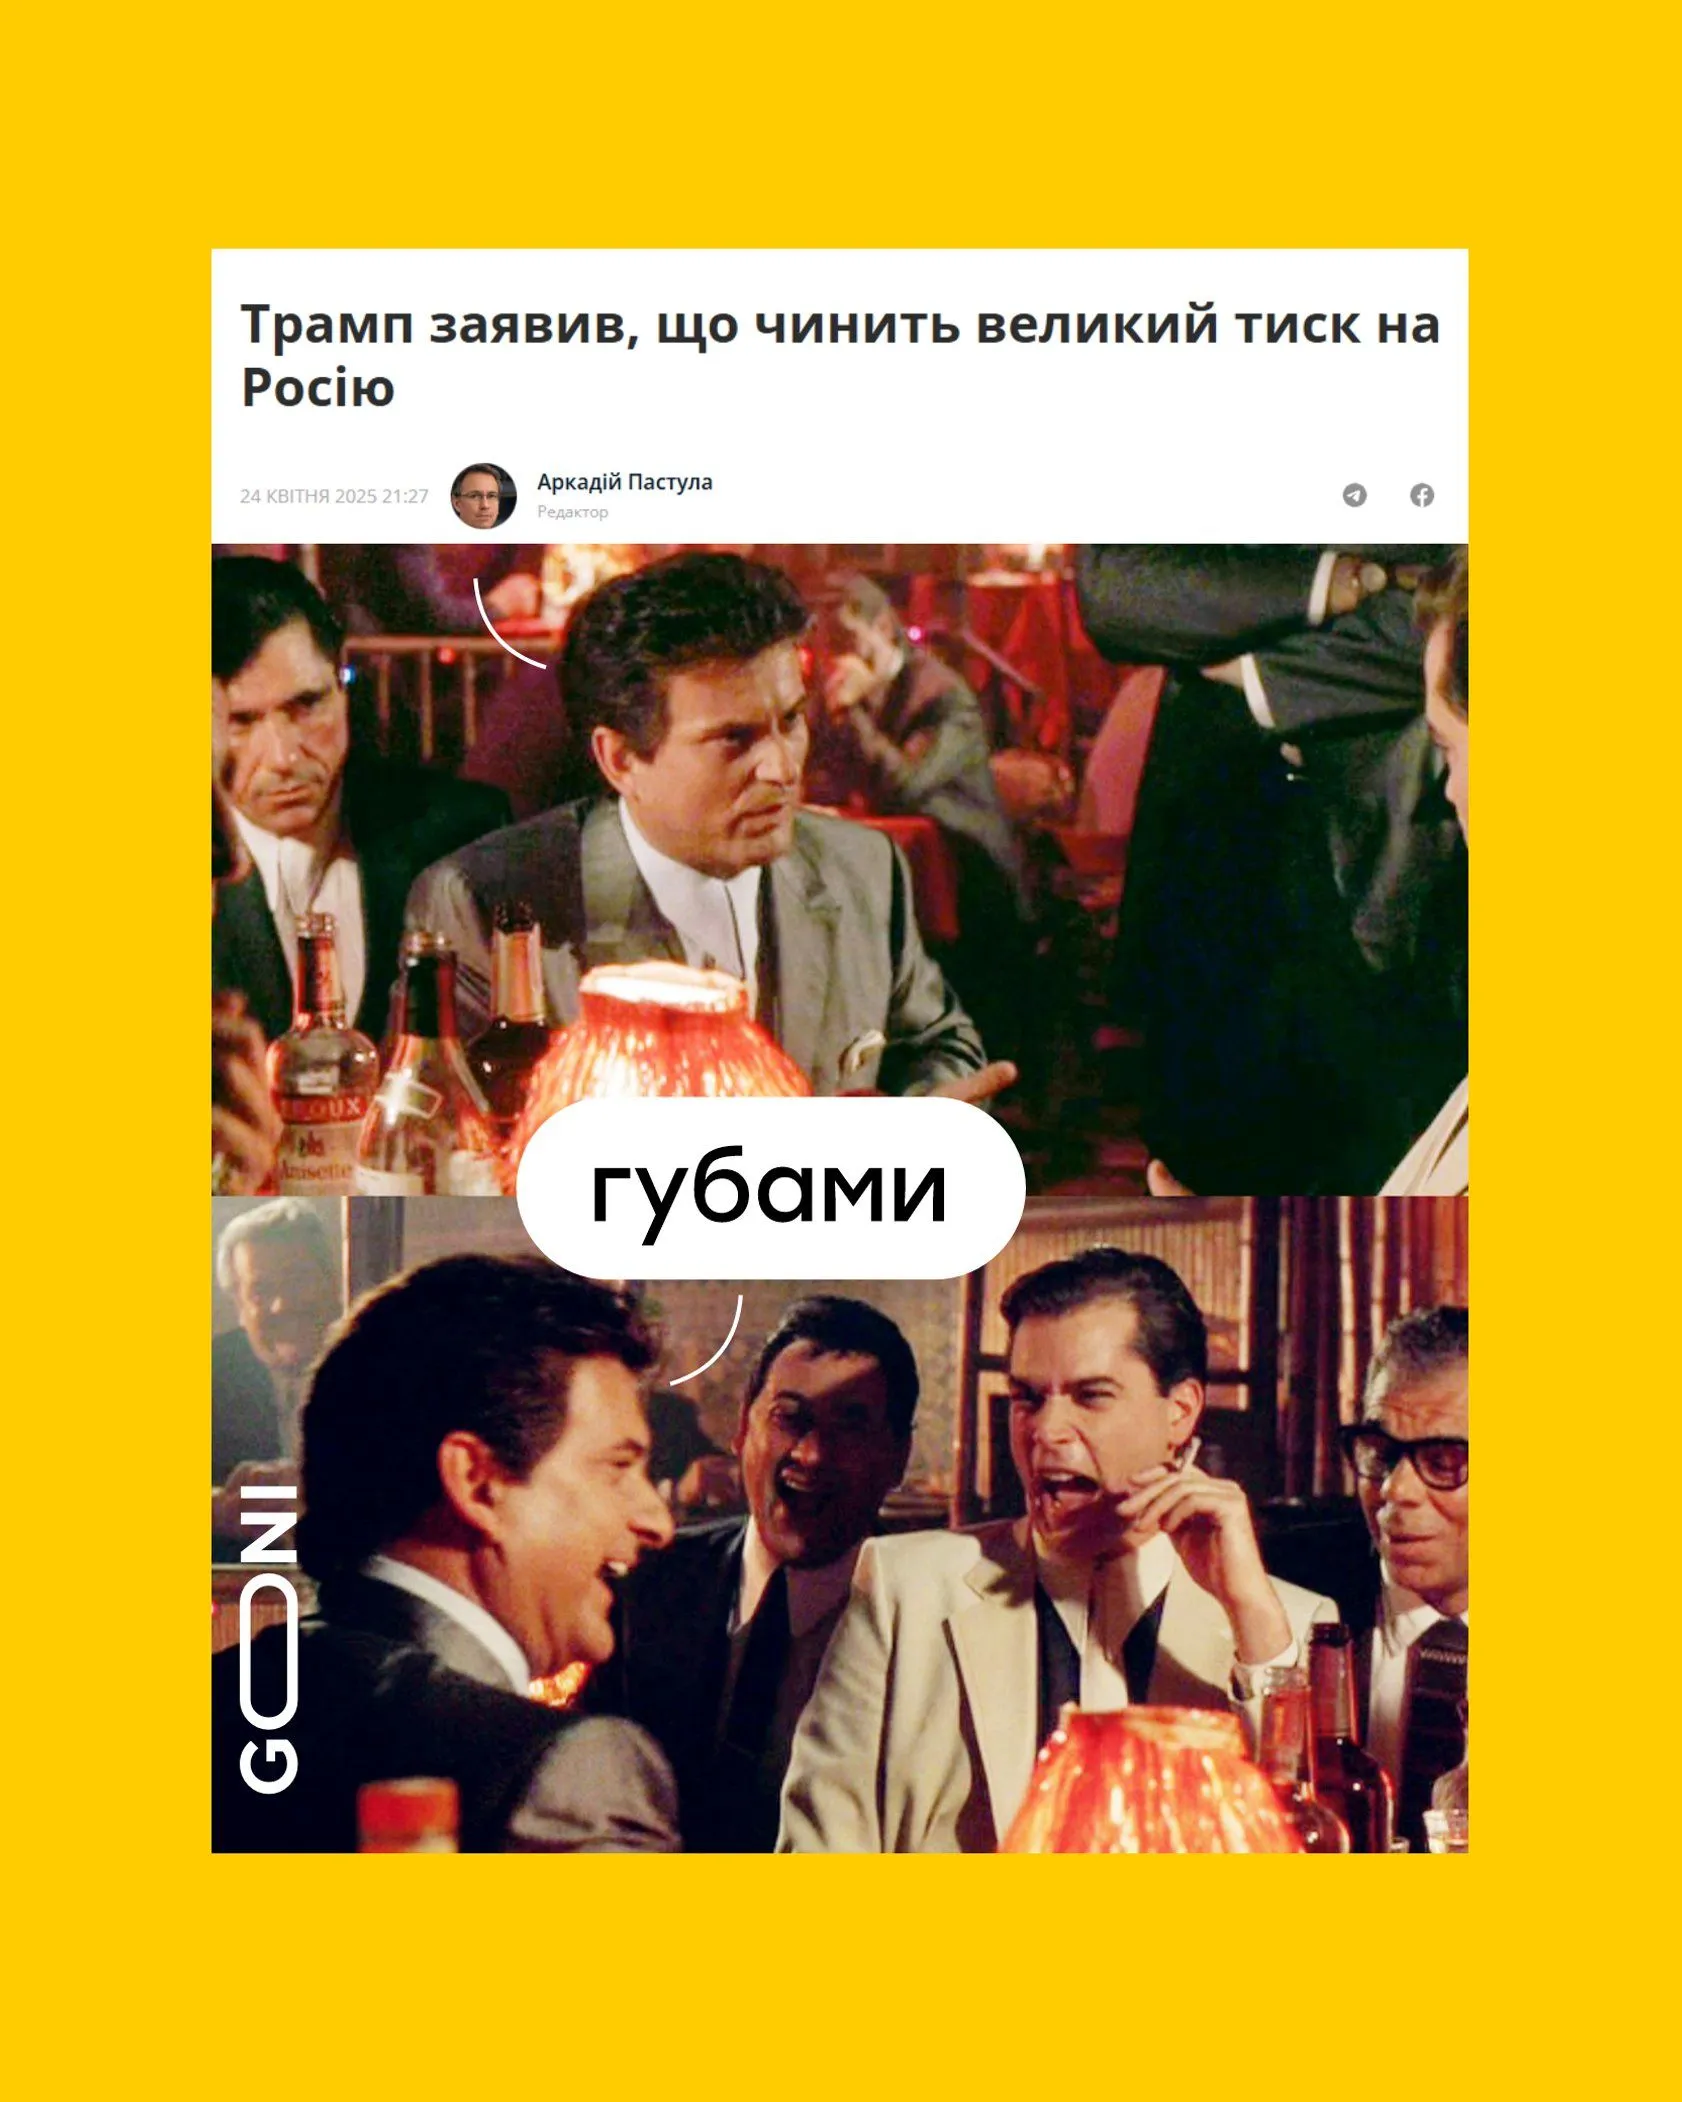 Трамп заявив, що чинить великий тиск на
Росію
24 КВІТНЯ 2025 21:27
Аркадій Пастула
Редактор
губами
GONI